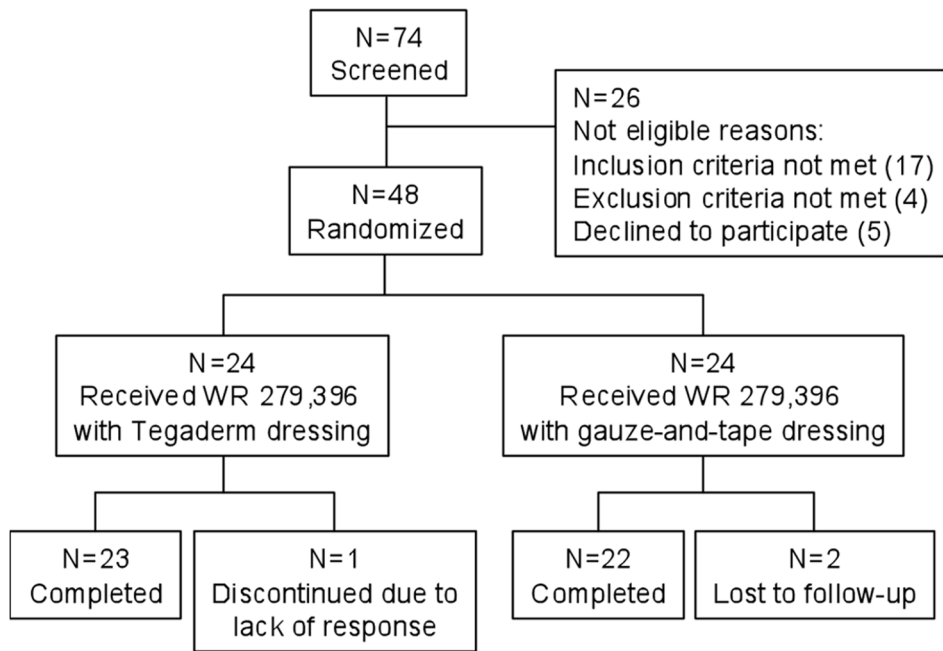 N=74
Screened
N=26
Not eligible reasons:
Inclusion criteria not met (17)
Exclusion criteria not met (4)
Declined to participate (5)
N=48
Randomized
N=24
Received WR 279,396
with Tegaderm dressing
N=24
Received WR 279,396
with gauze-and-tape dressing
N=23
Completed
N=1
Discontinued due to
lack of response
N=22
Completed
N=2
Lost to follow-up